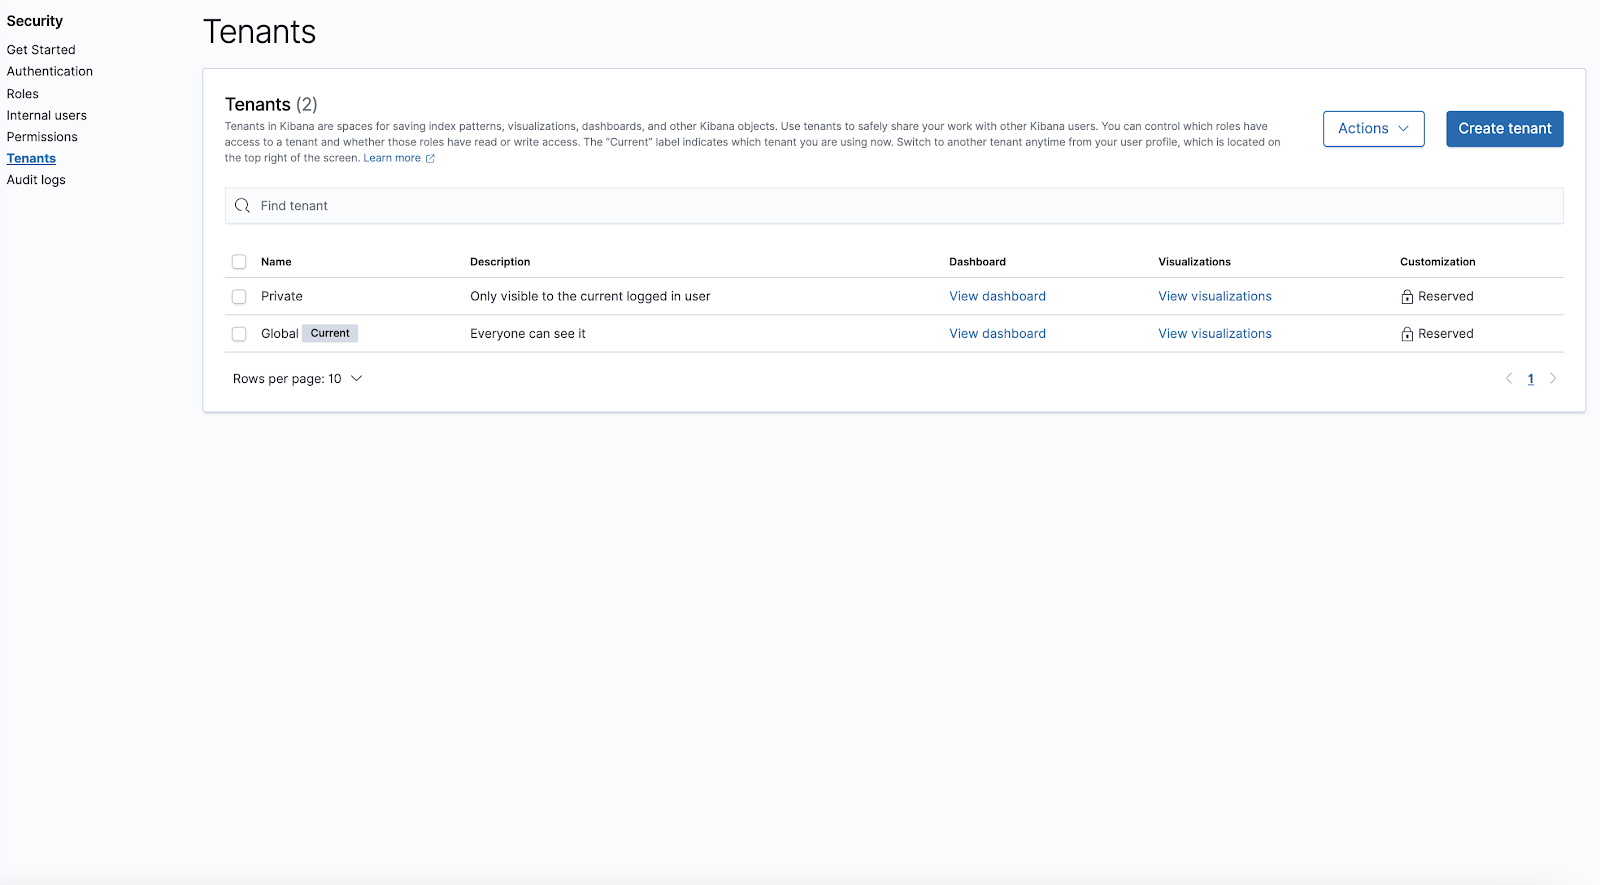 Security
Get Started
Authentication
Roles
Internal users
Permissions
Tenants
Audit logs
Tenants
Tenants (2)
Tenants in Kibana are spaces for saving index patterns, visualizations, dashboards, and other Kibana objects. Use tenants to safely share your work with other Kibana users. You can control which roles have
access to a tenant and whether those roles have read or write access. The “Current” label indicates which tenant you are using now. Switch to another tenant anytime from your user profile, which is located on
the top right of the screen. Learn more
Actions
Create tenant
Find tenant
Name Description Dashboard Visualizations Customization
Private Only visible to the current logged in user View dashboard View visualizations Reserved
Global Current Everyone can see it View dashboard View visualizations Reserved
Rows per page: 10
1